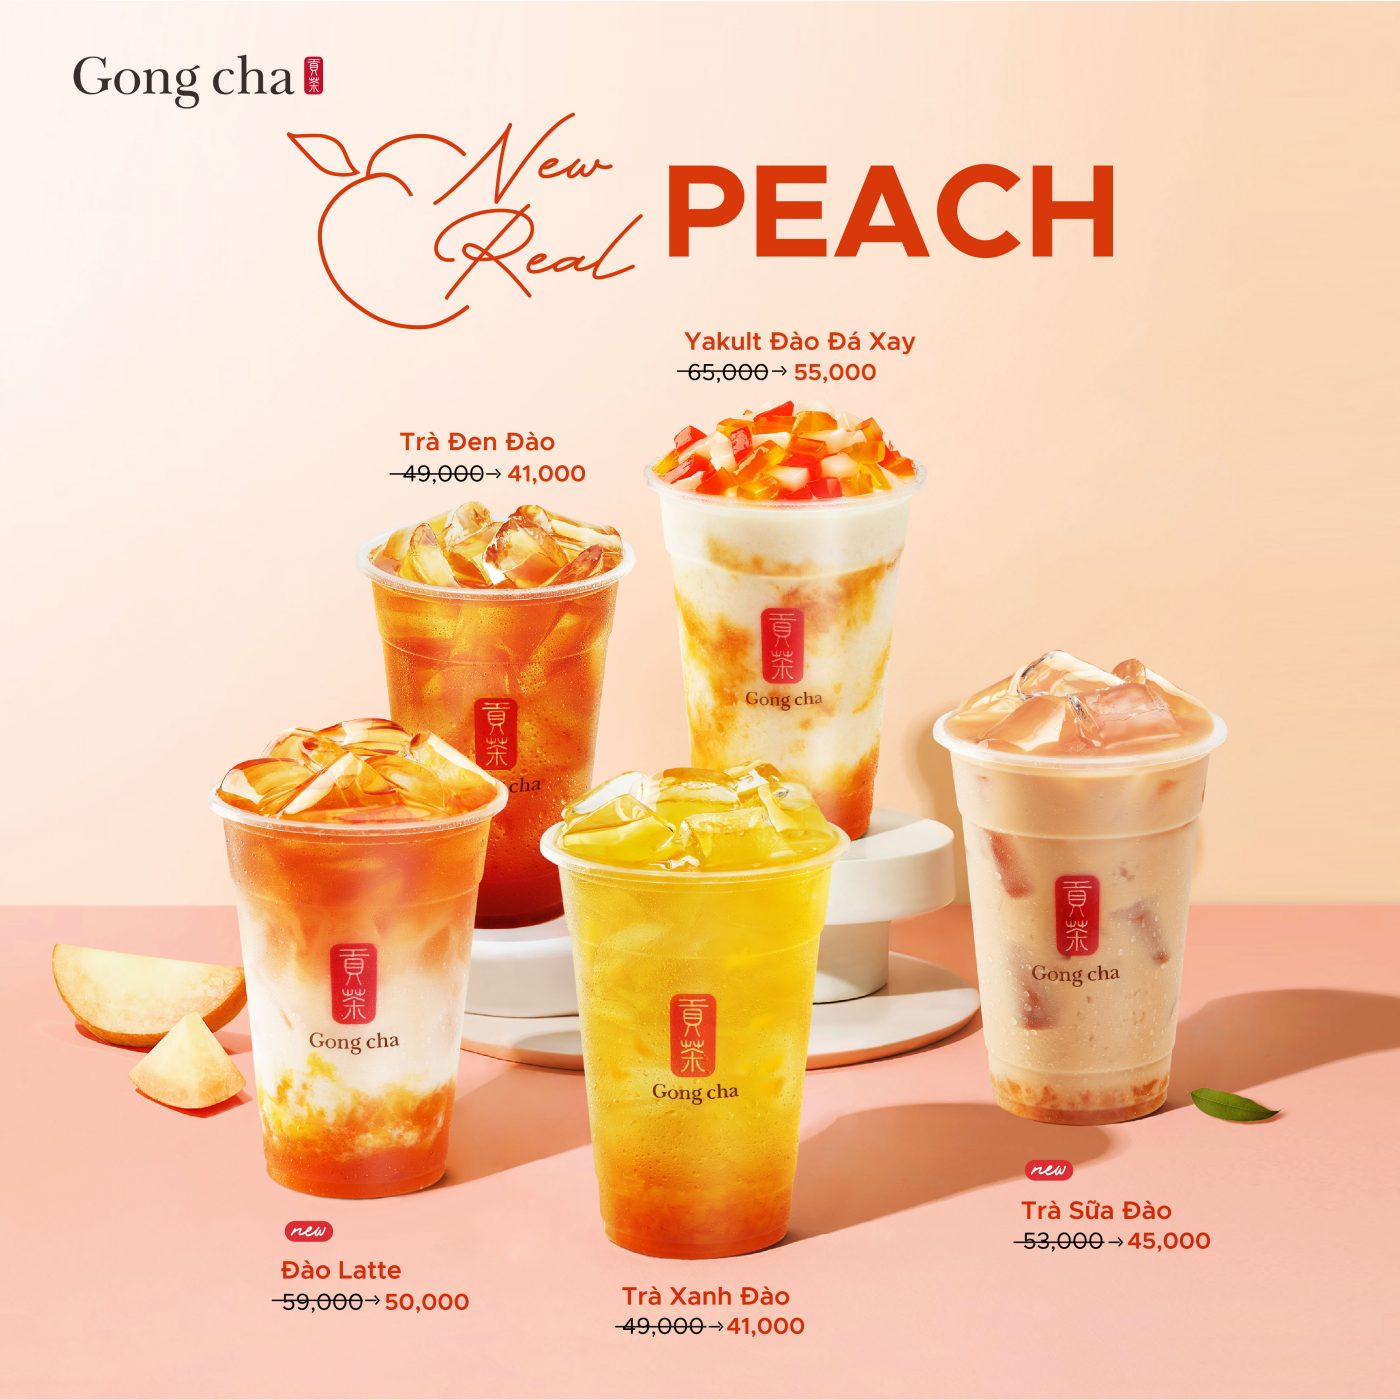 Gong cha 貢茶
New
Real
PEACH
Yakult Đào Đá Xay
65,000→ 55,000
Trà Đen Đào
49,000→ 41,000
貢茶
Gong cha
貢茶
cha
貢茶
Gong cha
貢茶
Gong cha
貢茶
Gong cha
new
Trà Sữa Đào
53,000→45,000
new
Đào Latte
59,000→50,000
Trà Xanh Đào
49,000→41,000